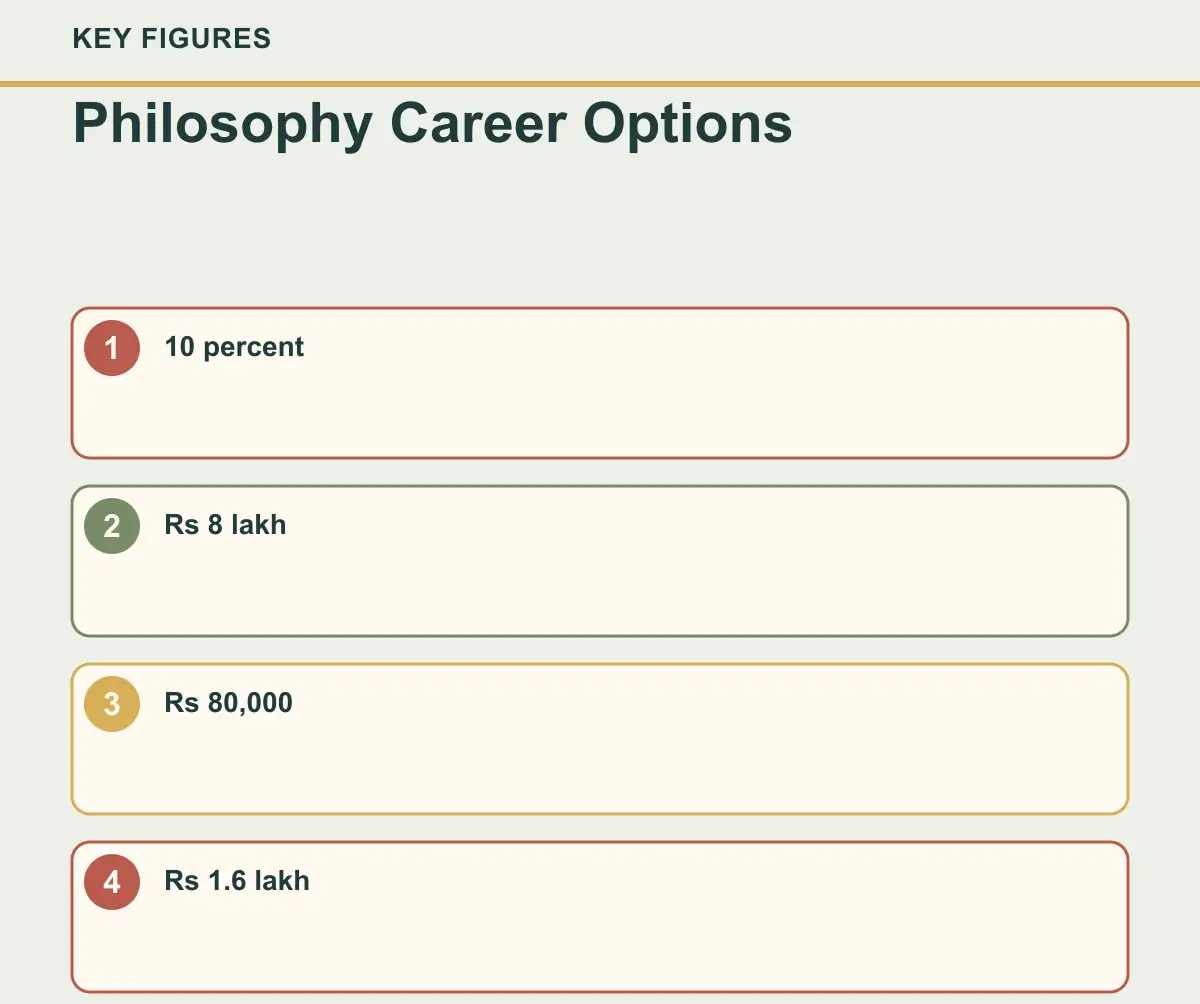 KEY FIGURES
Philosophy Career Options
1 10 percent
2 Rs 8 lakh
3 Rs 80,000
4 Rs 1.6 lakh